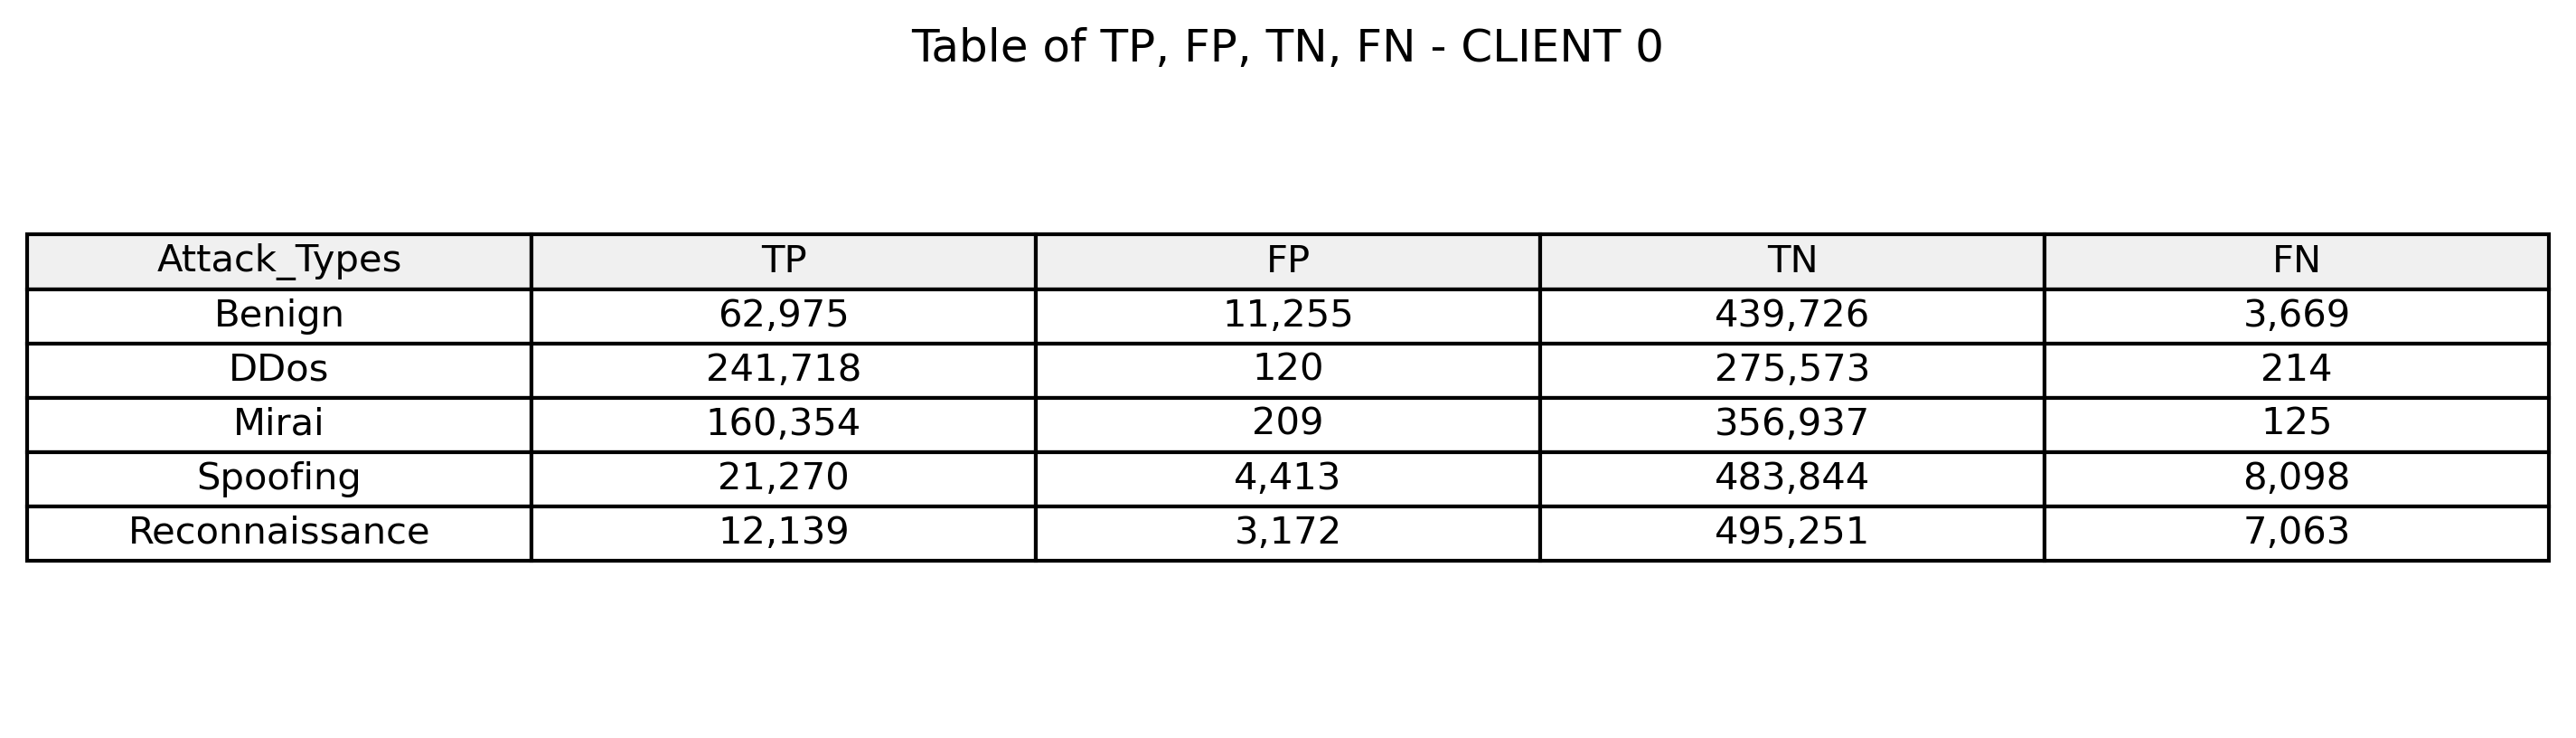 Table of TP, FP, TN, FN - CLIENT 0
Attack_Types TP FP TN FN
Benign 62,975 11,255 439,726 3,669
DDos 241,718 120 275,573 214
Mirai 160,354 209 356,937 125
Spoofing 21,270 4,413 483,844 8,098
Reconnaissance 12,139 3,172 495,251 7,063